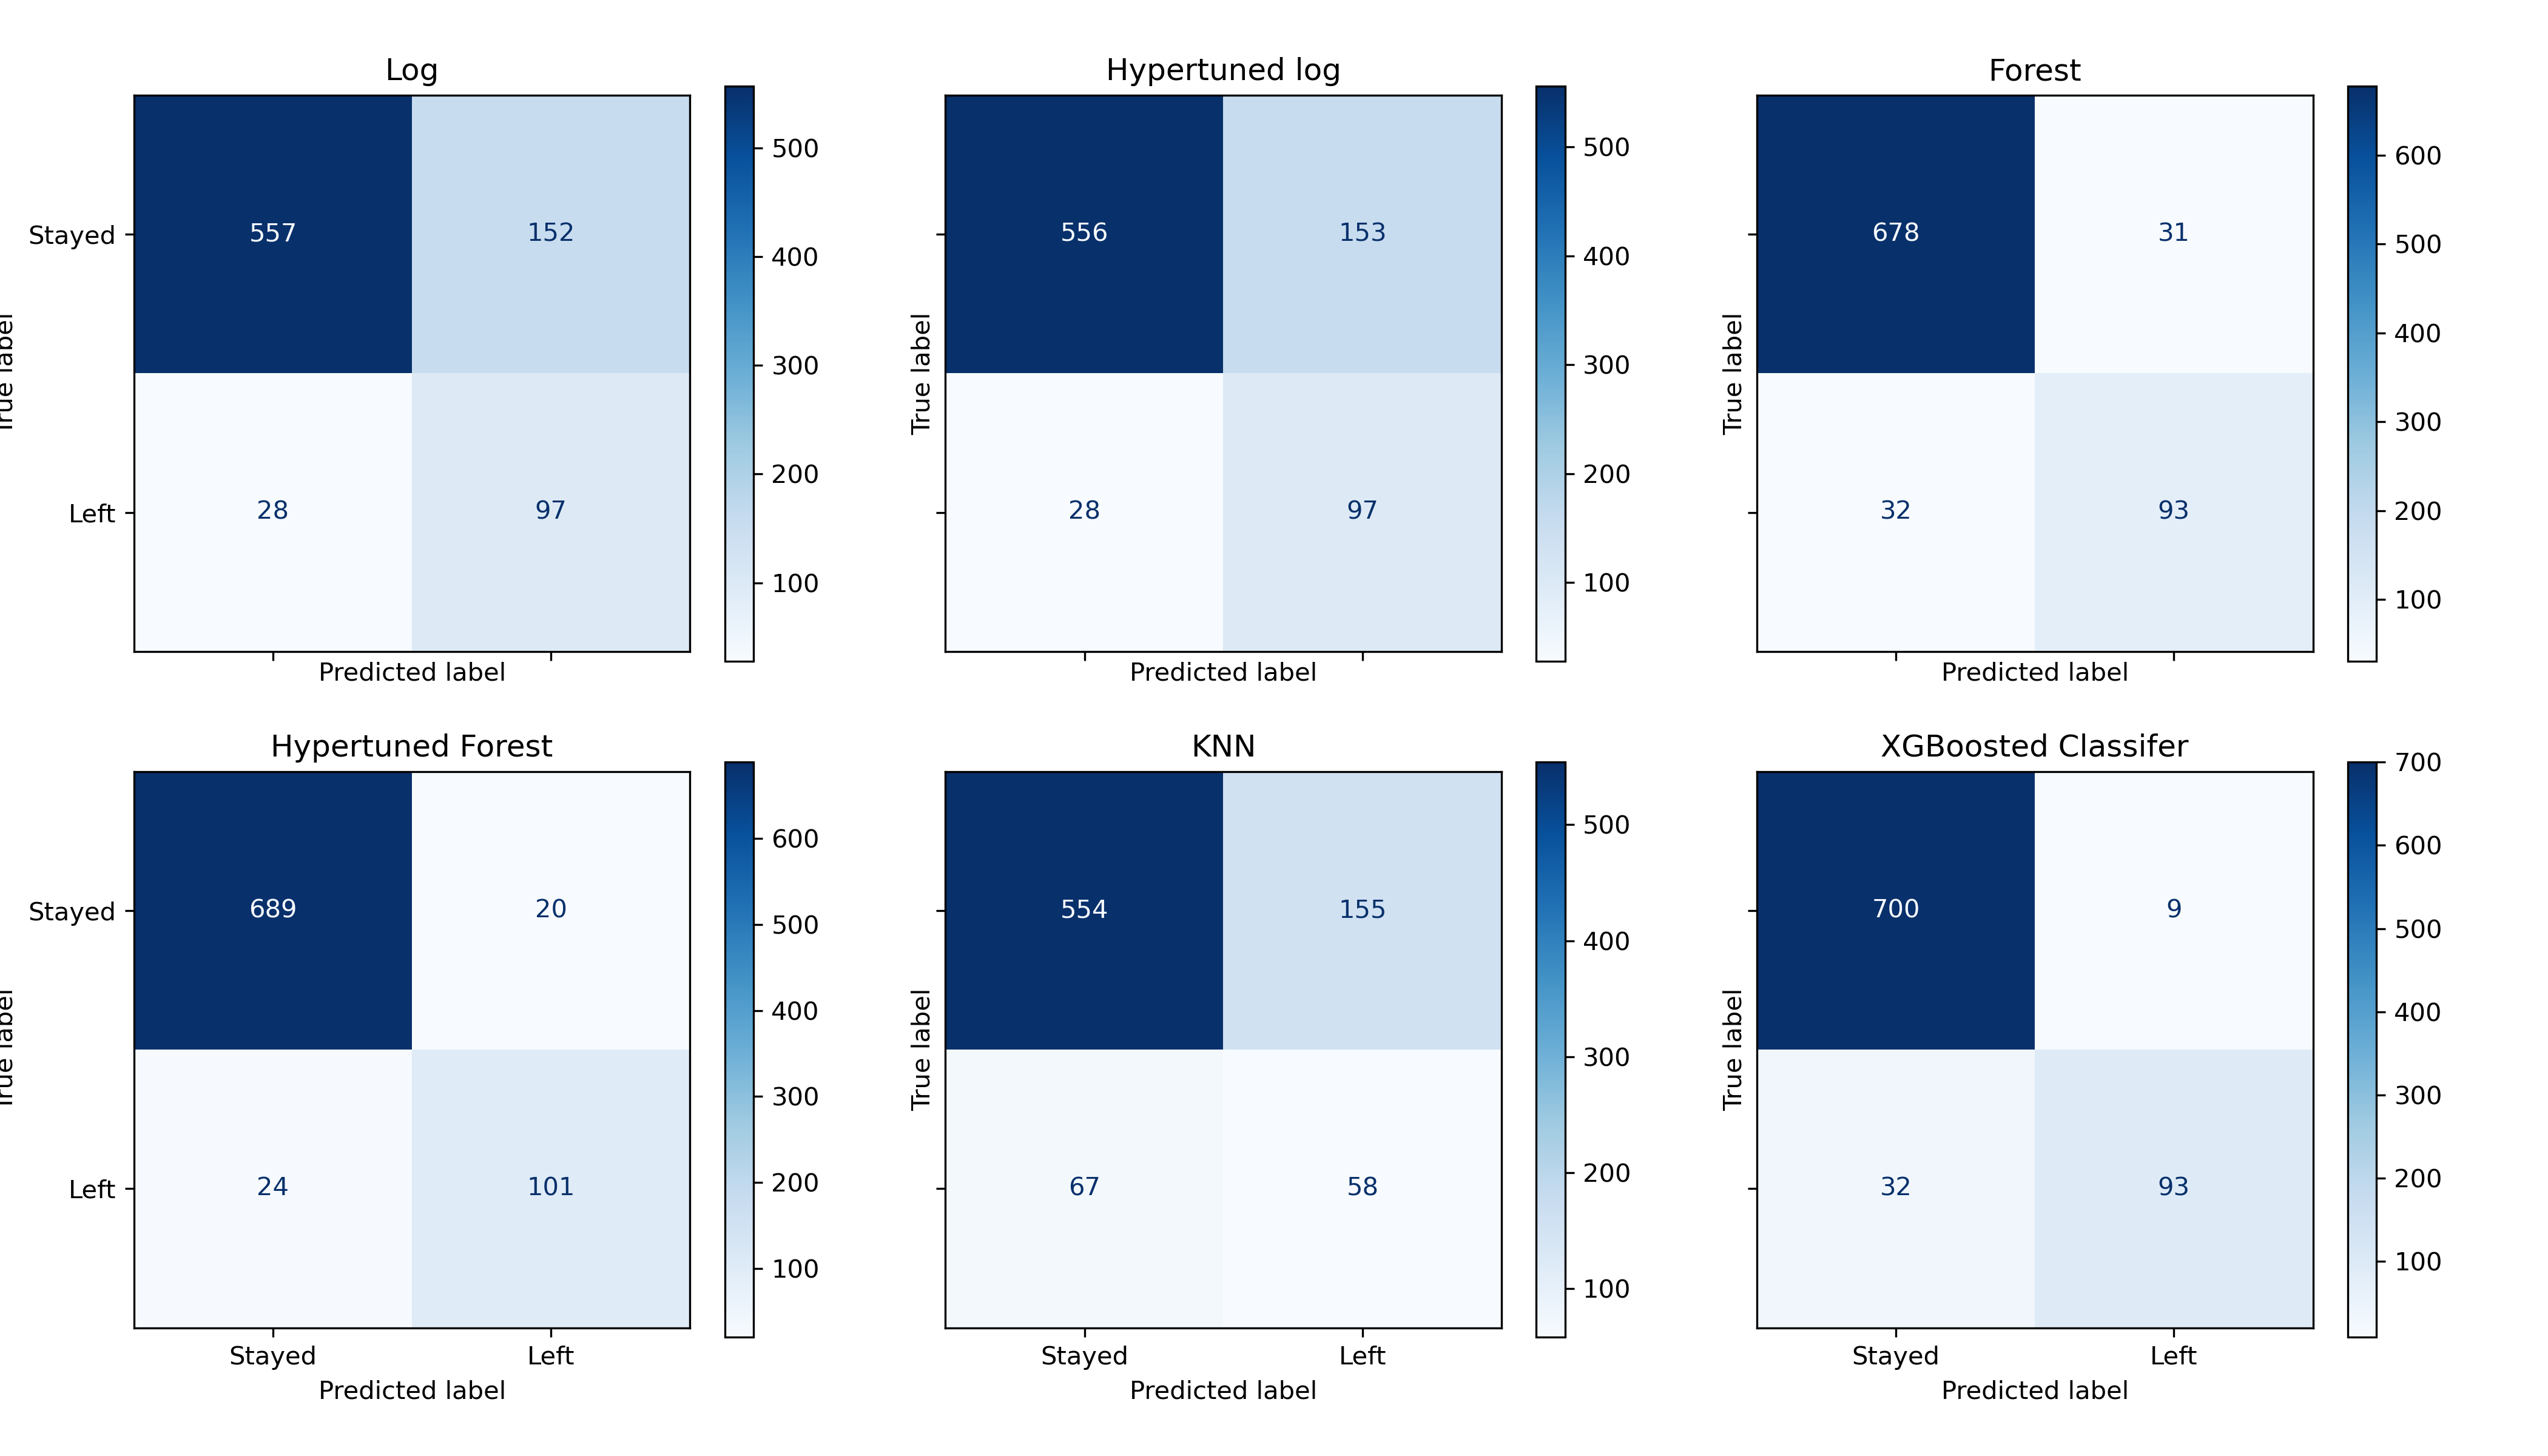 Log
557
152
28
97
Stayed
Left
True label
Predicted label
500
400
300
200
100
Hypertuned log
556
153
28
97
True label
Predicted label
500
400
300
200
100
Forest
678
31
32
93
True label
Predicted label
600
500
400
300
200
100
Hypertuned Forest
689
20
24
101
Stayed
Left
True label
Stayed
Left
Predicted label
600
500
400
300
200
100
KNN
554
155
67
58
True label
Stayed
Left
Predicted label
500
400
300
200
100
XGBoosted Classifer
700
9
32
93
True label
Stayed
Left
Predicted label
700
600
500
400
300
200
100